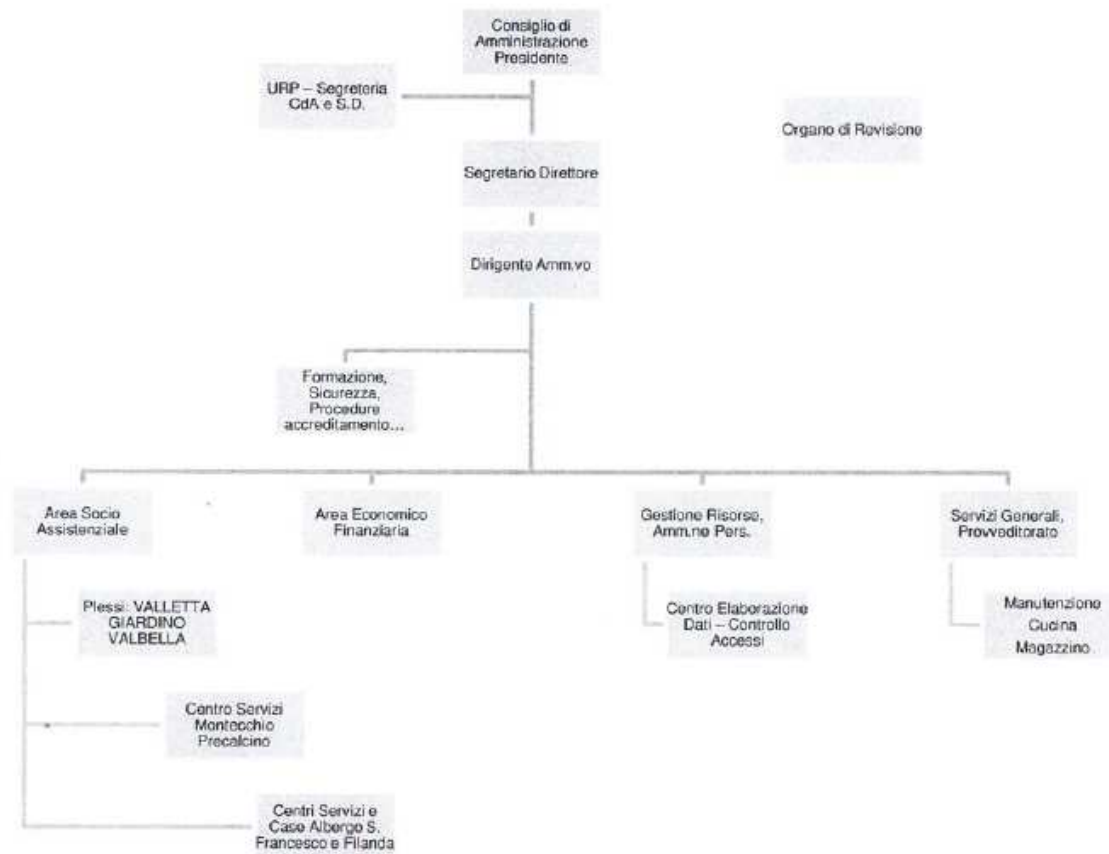 Consiglio di
Amministrazione
Presidente
URP – Segreteria
CdA e S.D.
Organo di Revisione
Segretario Direttore
Dirigente Amm.vo
Formazione,
Sicurezza,
Procedure
accreditamento...
Area Socio
Assistenziale
Area Economico
Finanziaria
Gestione Risorse,
Amm.ne Pers.
Servizi Generali,
Provveditorato
Plessi: VALLETTA
GIARDINO
VALBELLA
Centro Elaborazione
Dati – Controllo
Accessi
Manutenzione
Cucina
Magazzino
Centro Servizi
Montecchio
Precalcino
Centri Servizi e
Case Albergo S.
Francesco e Filanda